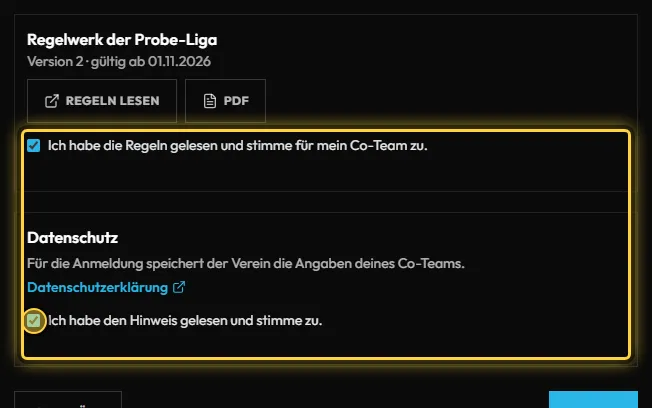 Regelwerk der Probe-Liga
Version 2 · gültig ab 01.11.2026
REGELN LESEN PDF
Ich habe die Regeln gelesen und stimme für mein Co-Team zu.
Datenschutz
Für die Anmeldung speichert der Verein die Angaben deines Co-Teams.
Datenschutzerklärung
Ich habe den Hinweis gelesen und stimme zu.